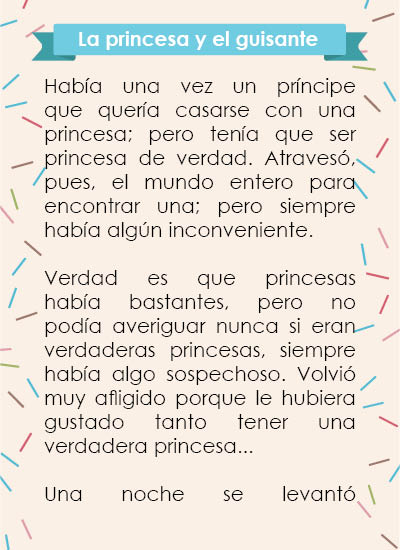 La princesa y el guisante
Había una vez un príncipe
que quería casarse con una
princesa; pero tenía que ser
princesa de verdad. Atravesó,
pues, el mundo entero para
encontrar una; pero siempre
había algún inconveniente.
Verdad es que princesas
había bastantes, pero no
podía averiguar nunca si eran
verdaderas princesas, siempre
había algo sospechoso. Volvió
muy afligido porque le hubiera
gustado tanto tener una
verdadera princesa...
Una noche se levantó